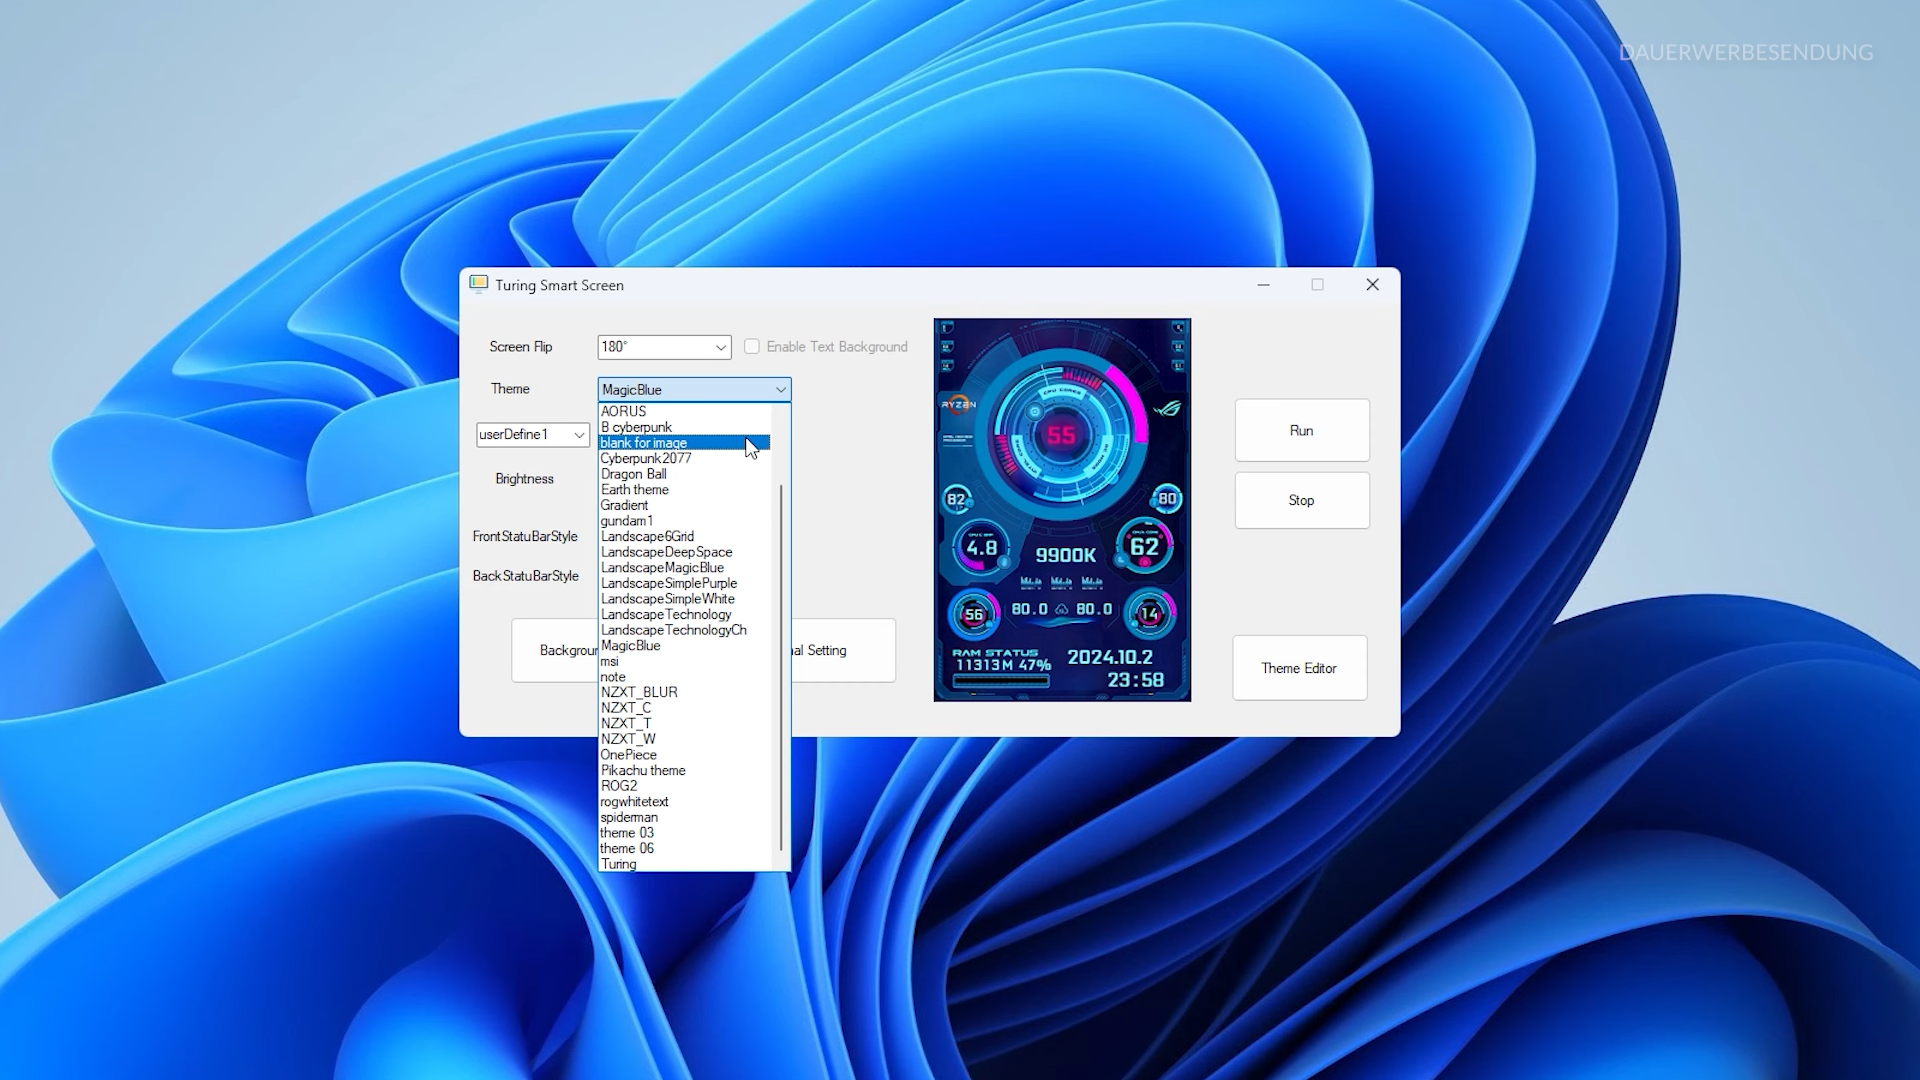 DAUERWERBESENDUNG
Turing Smart Screen
Screen Flip
180°
Enable Text Background
Theme
MagicBlue
AORUS
B cyberpunk
userDefine1
blank for image
Cyberpunk2077
Dragon Ball
Brightness
Earth theme
Gradient
gundam1
FrontStatuBarStyle
Landscape6Grid
LandscapeDeepSpace
LandscapeMagicBlue
BackStatuBarStyle
LandscapeSimplePurple
LandscapeSimpleWhite
LandscapeTechnology
LandscapeTechnologyCh
MagicBlue
Backgrou
al Setting
msi
note
NZXT_BLUR
NZXT_C
NZXT_T
NZXT_W
OnePiece
Pikachu theme
ROG2
rogwhitetext
spiderman
theme 03
theme 06
Turing
RYZEN
CPU CORES
55
82
80
4.8
9900K
62
56
80.0
80.0
14
RAM STATUS
11313M 47%
2024.10.2
23:58
Run
Stop
Theme Editor